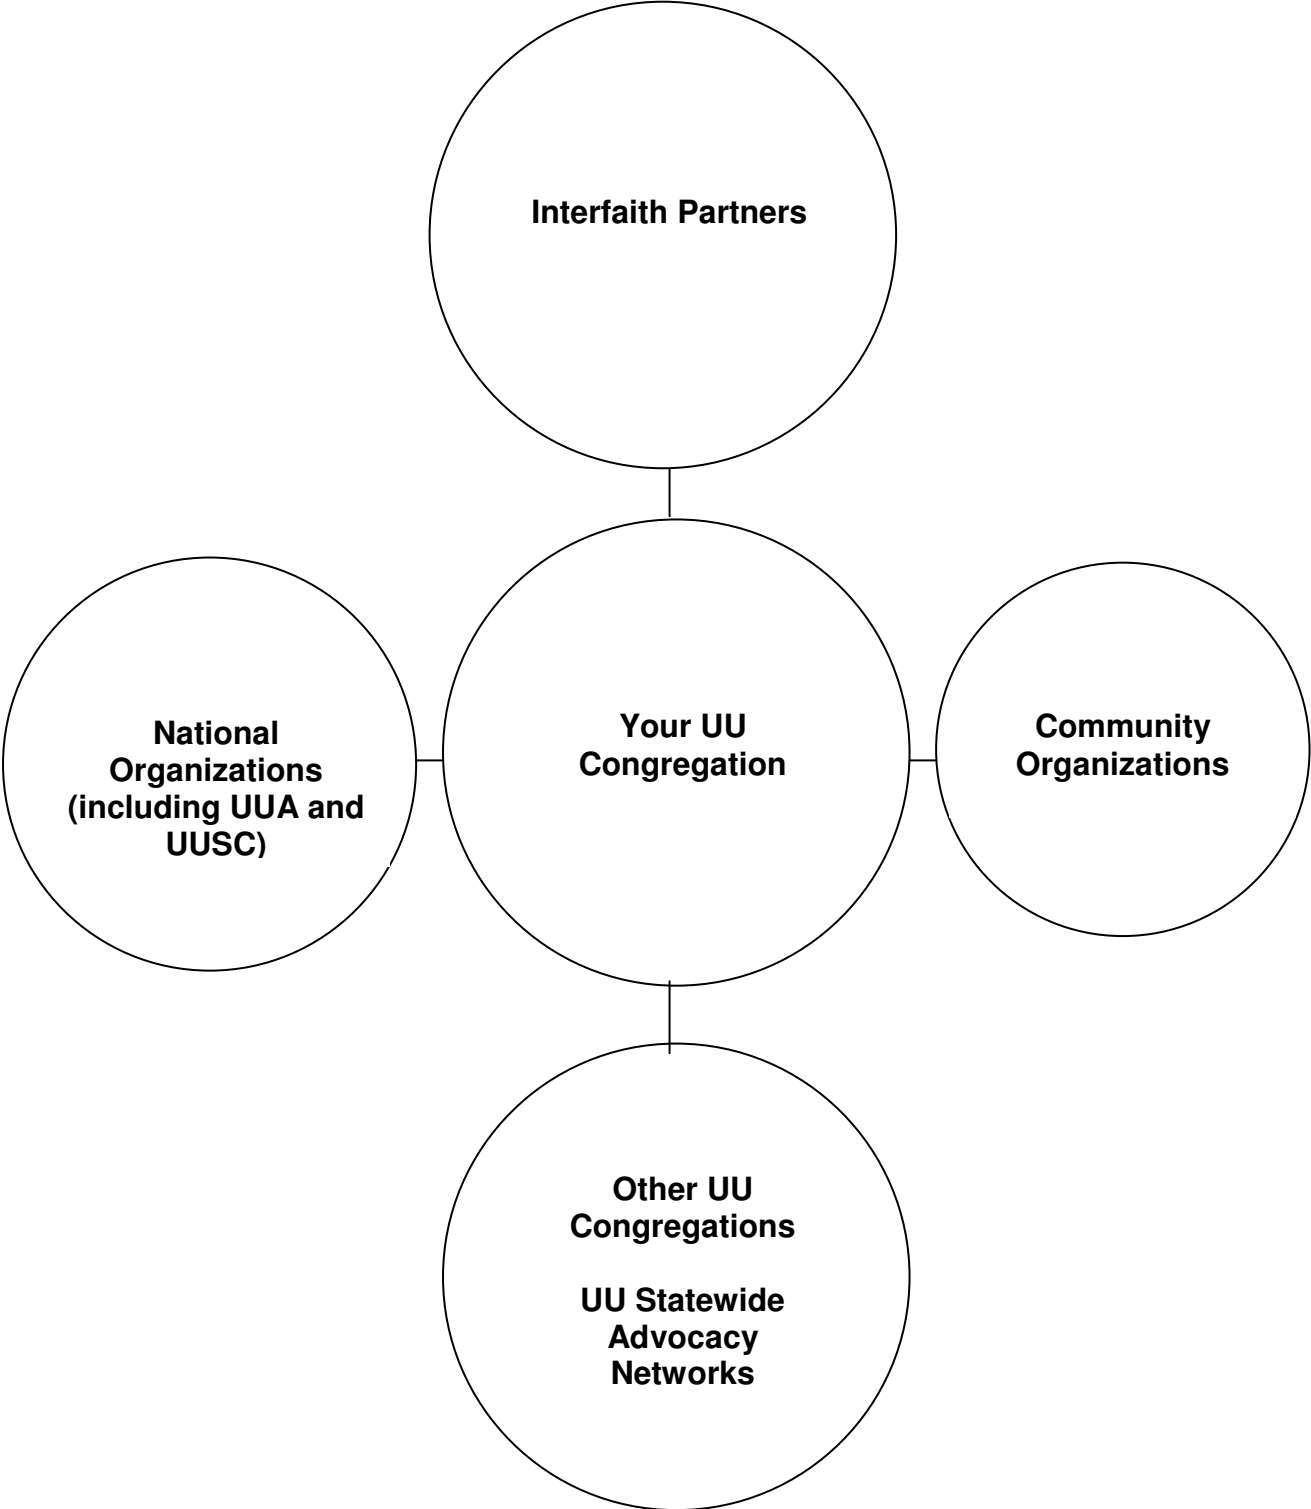 Interfaith Partners
National
Organizations
(including UUA and
UUSC)
Your UU
Congregation
Community
Organizations
Other UU
Congregations
UU Statewide
Advocacy
Networks